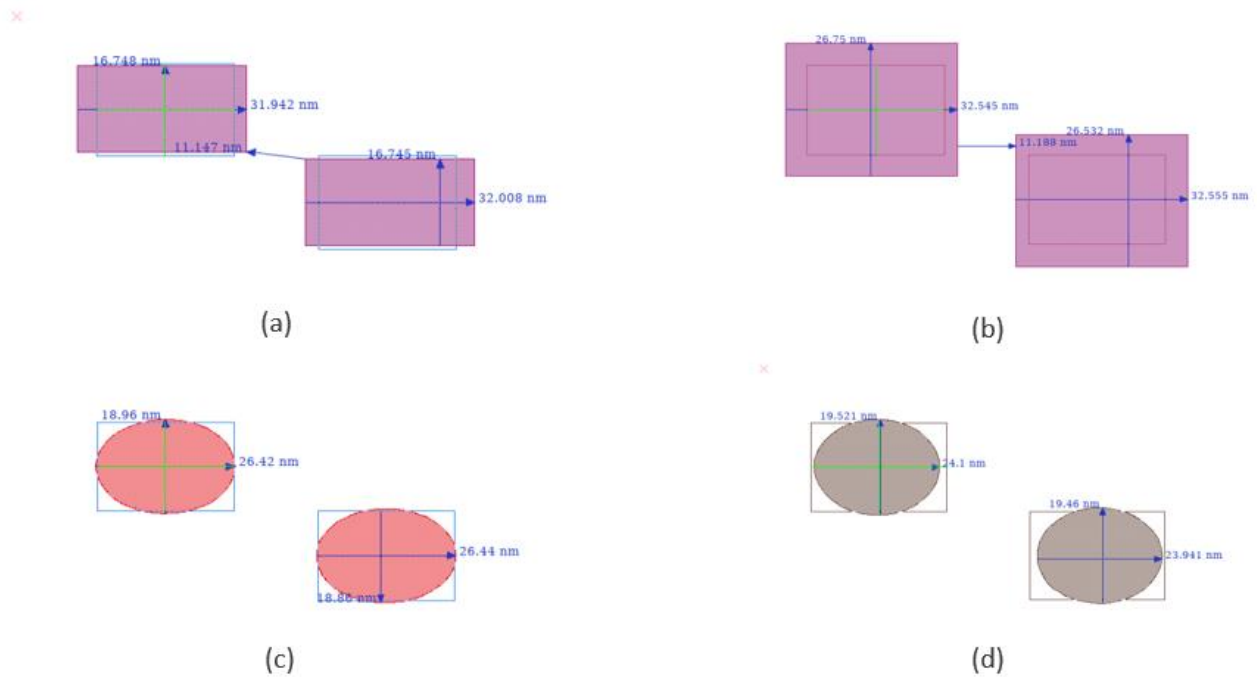 16.748 nm
31.942 nm
11.147 nm
16.745 nm
32.008 nm
(a)
26.75 nm
32.545 nm
26.532 nm
11.188 nm
32.555 nm
(b)
18.96 nm
26.42 nm
26.44 nm
18.86 nm
(c)
19.521 nm
24.1 nm
19.46 nm
23.941 nm
(d)